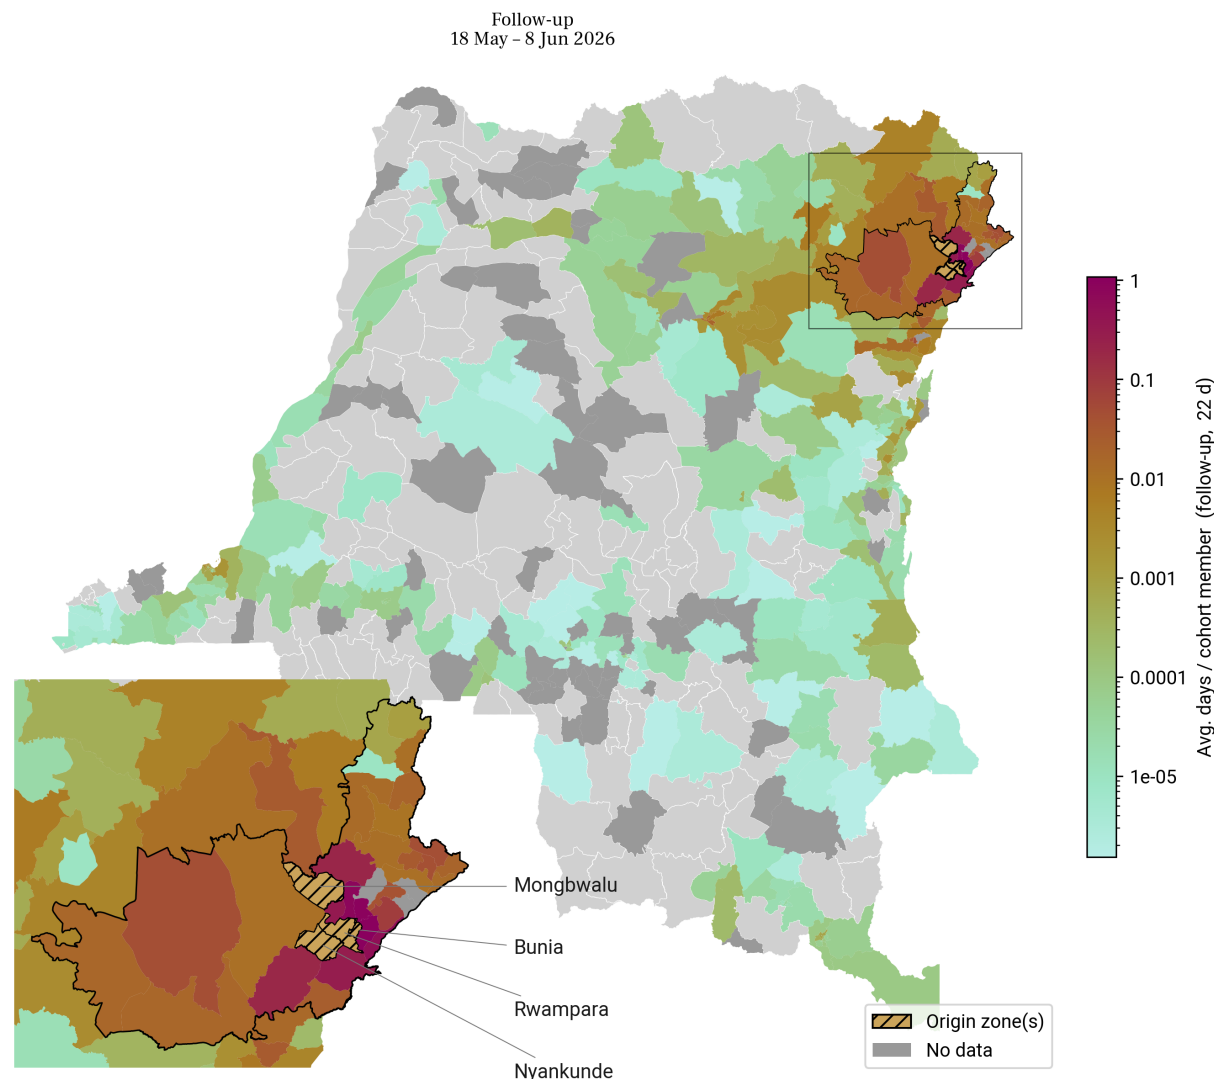 Follow-up
18 May – 8 Jun 2026
1
0.1
0.01
0.001
0.0001
1e-05
Avg. days / cohort member (follow-up, 22 d)
Mongbwalu
Bunia
Rwampara
Nyankunde
Origin zone(s)
No data